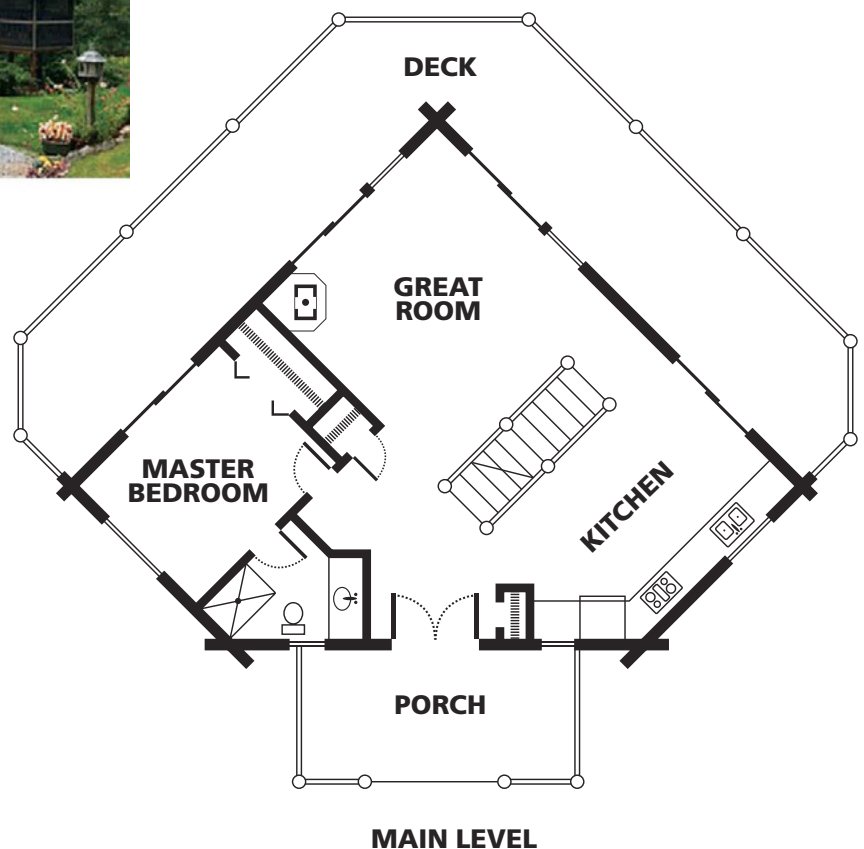 DECK
GREAT
ROOM
MASTER
BEDROOM
KITCHEN
PORCH
MAIN LEVEL